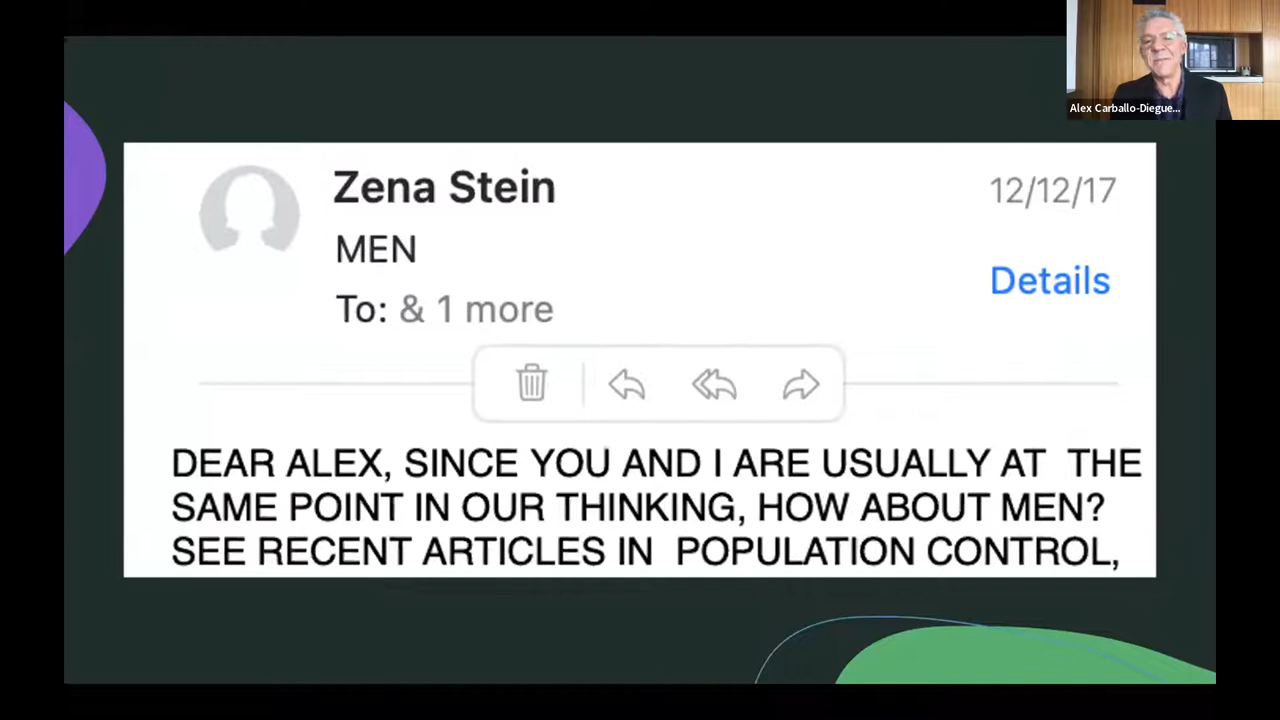 Alex Carballo-Diegue...
Zena Stein
12/12/17
MEN
Details
To: & 1 more
DEAR ALEX, SINCE YOU AND I ARE USUALLY AT THE
SAME POINT IN OUR THINKING, HOW ABOUT MEN?
SEE RECENT ARTICLES IN POPULATION CONTROL,